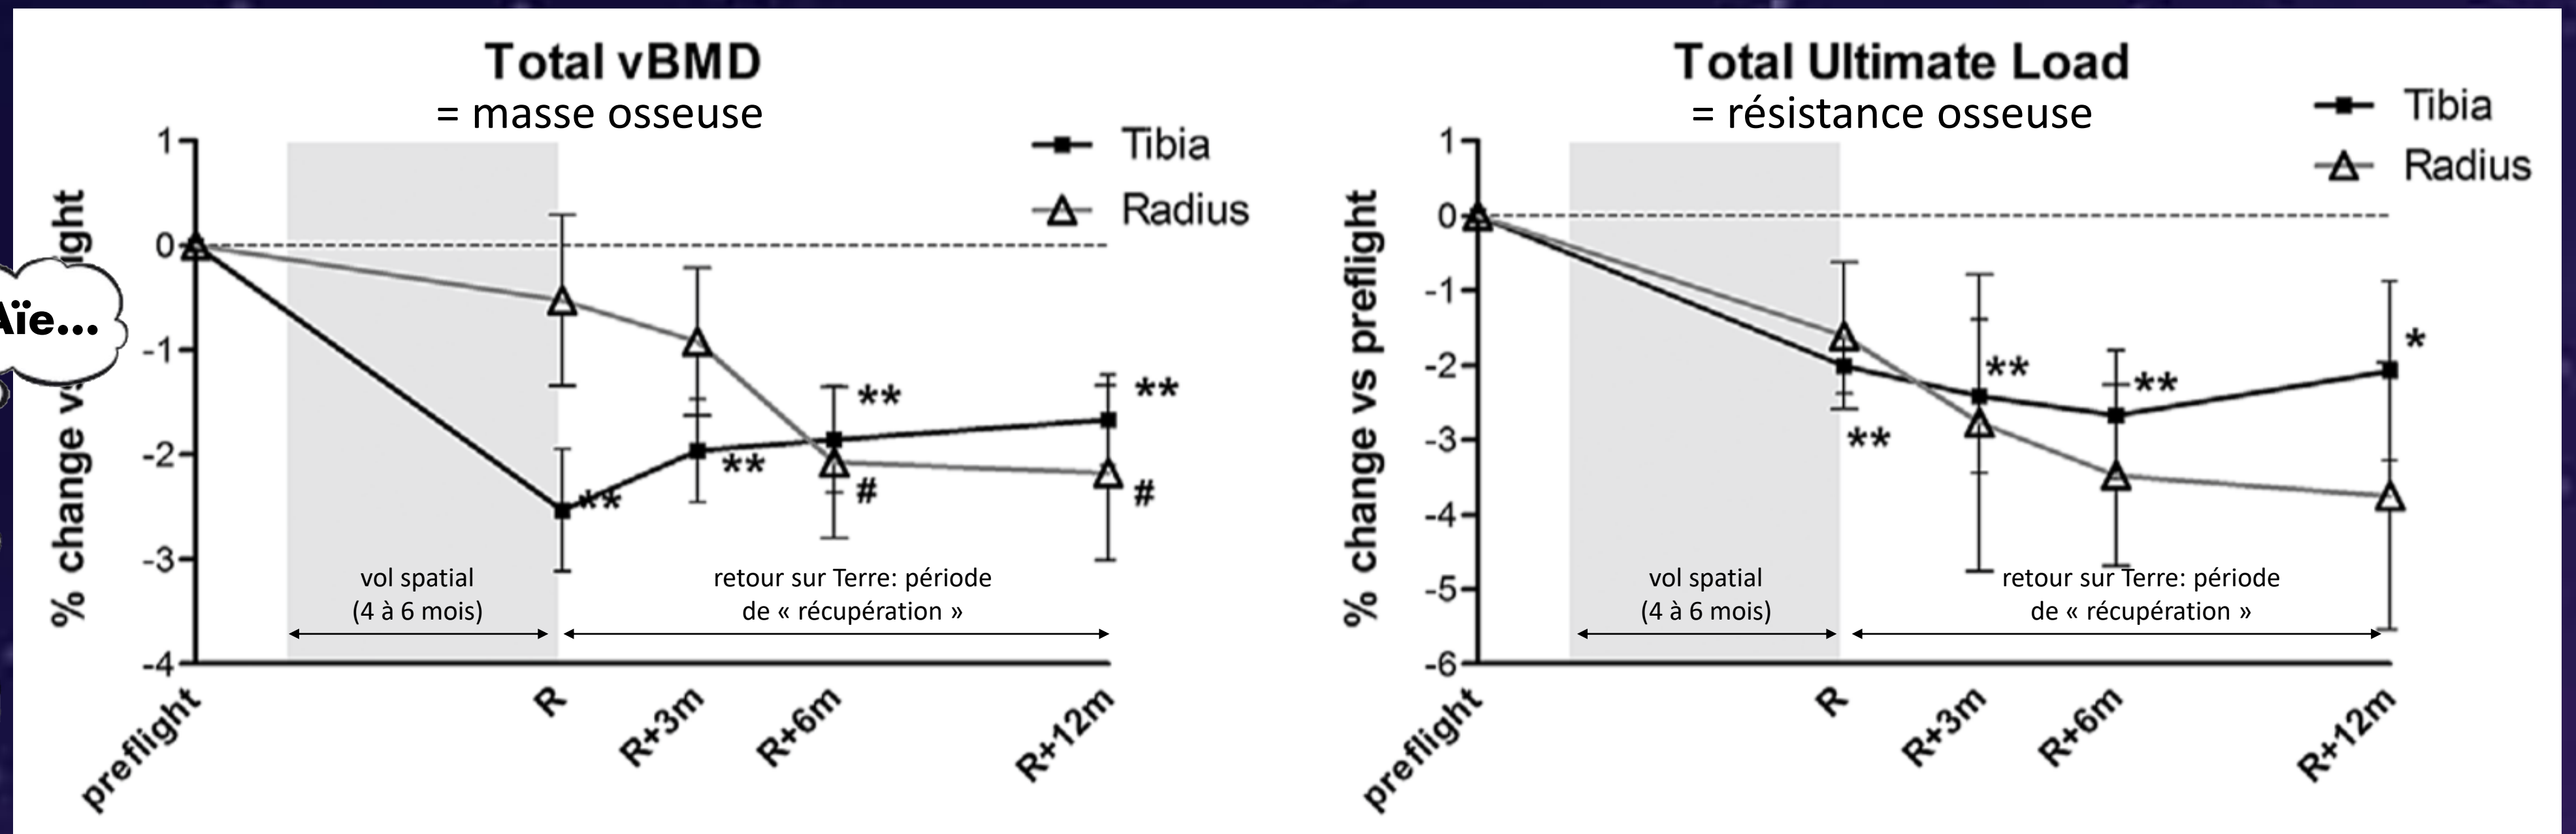 Total vBMD
= masse osseuse
Tibia
Radius
% change vs
ight
Aïe...
1
0
-1
-2
-3
-4
**
**
**
**
#
#
vol spatial
(4 à 6 mois)
retour sur Terre: période
de « récupération »
preflight
R
R+3m
R+6m
R+12m
Total Ultimate Load
= résistance osseuse
Tibia
Radius
% change vs preflight
1
0
-1
-2
-3
-4
-5
-6
**
**
**
*
vol spatial
(4 à 6 mois)
retour sur Terre: période
de « récupération »
preflight
R
R+3m
R+6m
R+12m